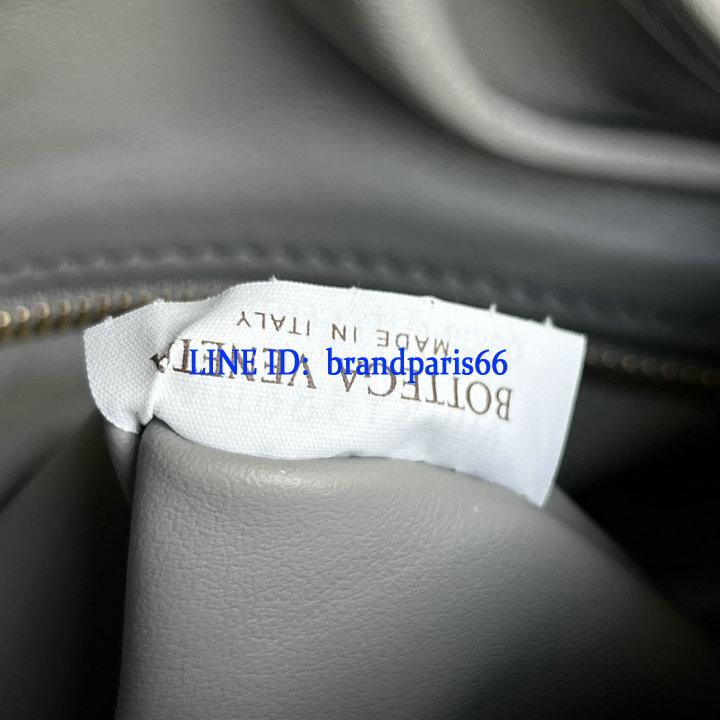 MADE IN ITALY
BOTTEGA VENETA
LINE ID: brandparis66